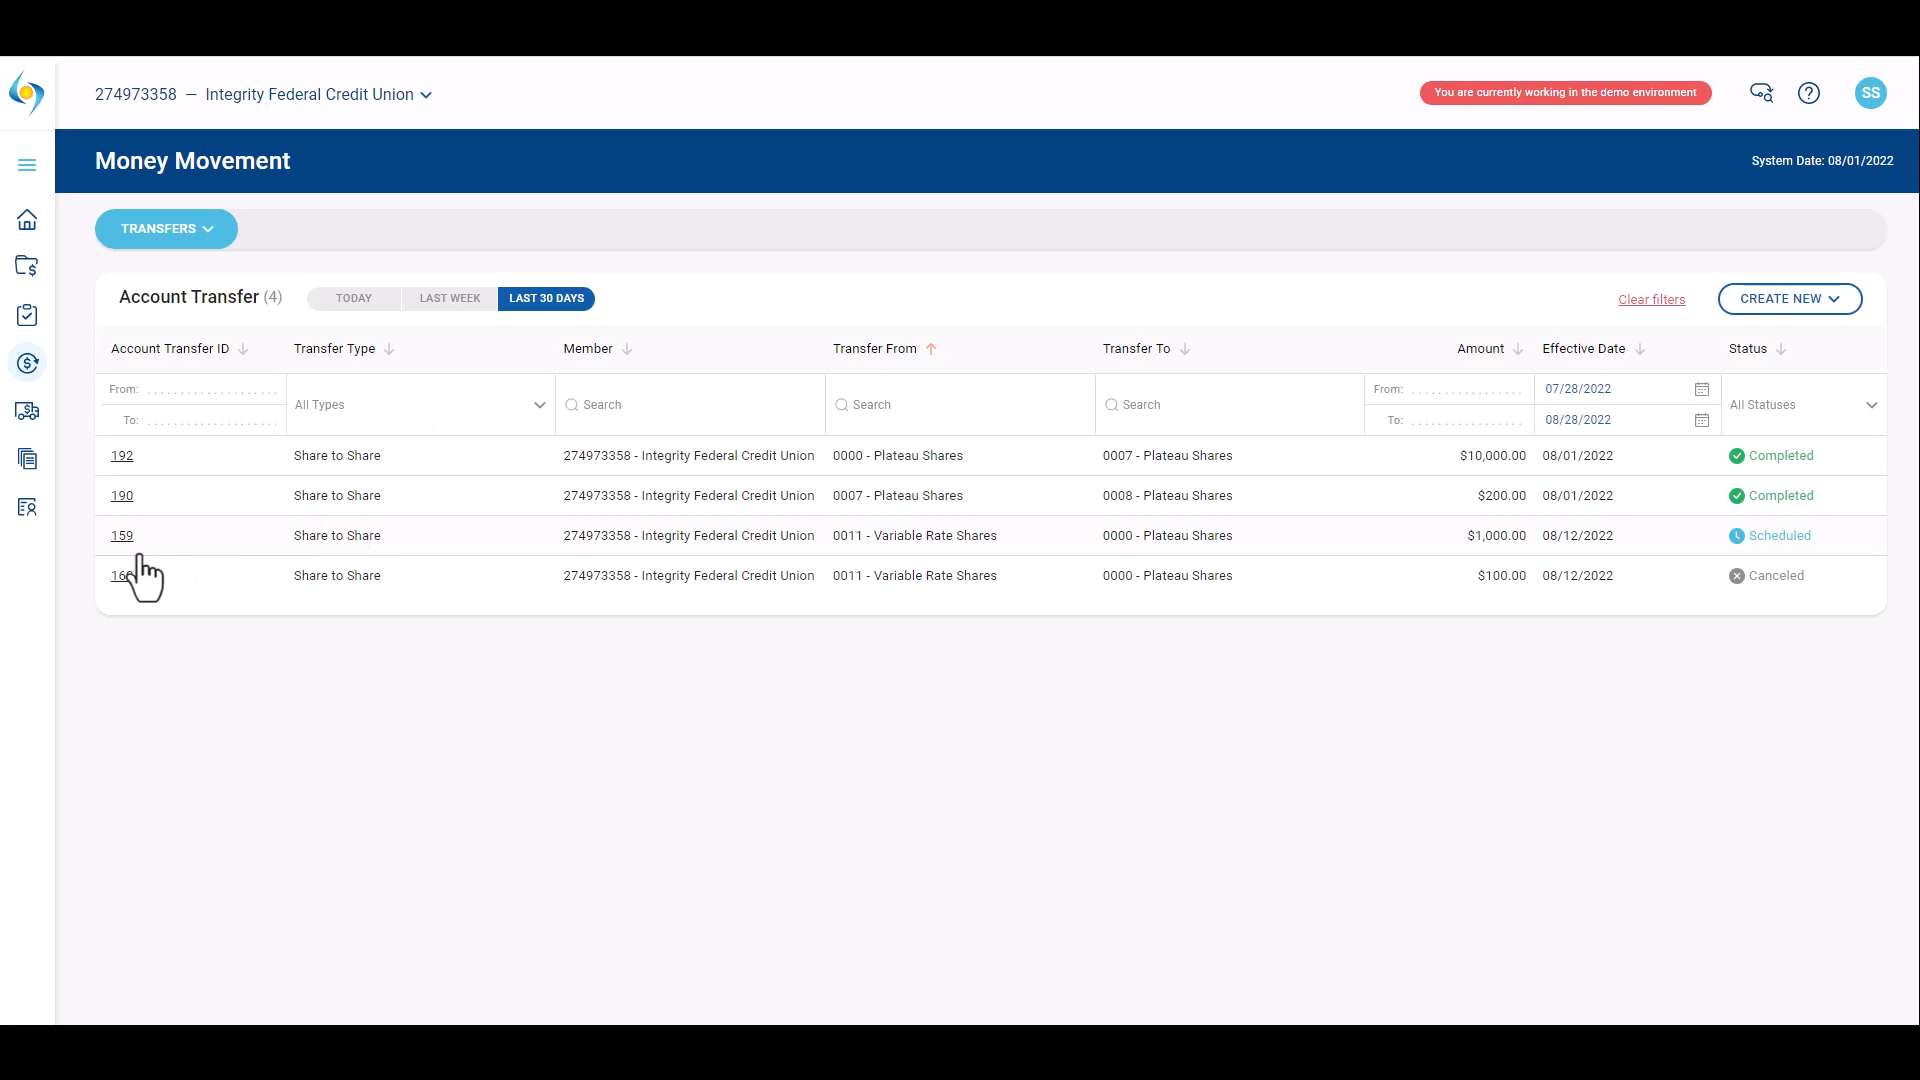 274973358 — Integrity Federal Credit Union
You are currently working in the demo environment
SS
Money Movement
System Date: 08/01/2022
TRANSFERS
Account Transfer (4)
TODAY
LAST WEEK
LAST 30 DAYS
Clear filters
CREATE NEW
Account Transfer ID
Transfer Type
Member
Transfer From
Transfer To
Amount
Effective Date
Status
From:
To:
All Types
Search
Search
Search
From:
To:
07/28/2022
08/28/2022
All Statuses
192 Share to Share 274973358 - Integrity Federal Credit Union 0000 - Plateau Shares 0007 - Plateau Shares $10,000.00 08/01/2022 Completed
190 Share to Share 274973358 - Integrity Federal Credit Union 0007 - Plateau Shares 0008 - Plateau Shares $200.00 08/01/2022 Completed
159 Share to Share 274973358 - Integrity Federal Credit Union 0011 - Variable Rate Shares 0000 - Plateau Shares $1,000.00 08/12/2022 Scheduled
Share to Share 274973358 - Integrity Federal Credit Union 0011 - Variable Rate Shares 0000 - Plateau Shares $100.00 08/12/2022 Canceled